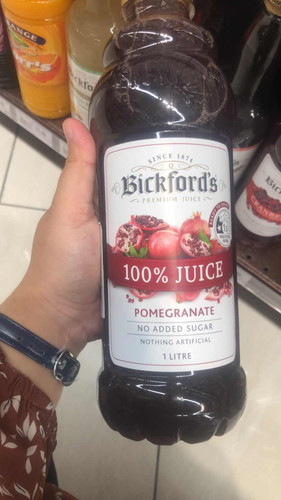 SINCE 1874
Bickford's
PREMIUM JUICE
100% JUICE
POMEGRANATE
NO ADDED SUGAR
NOTHING ARTIFICIAL
1 LITRE